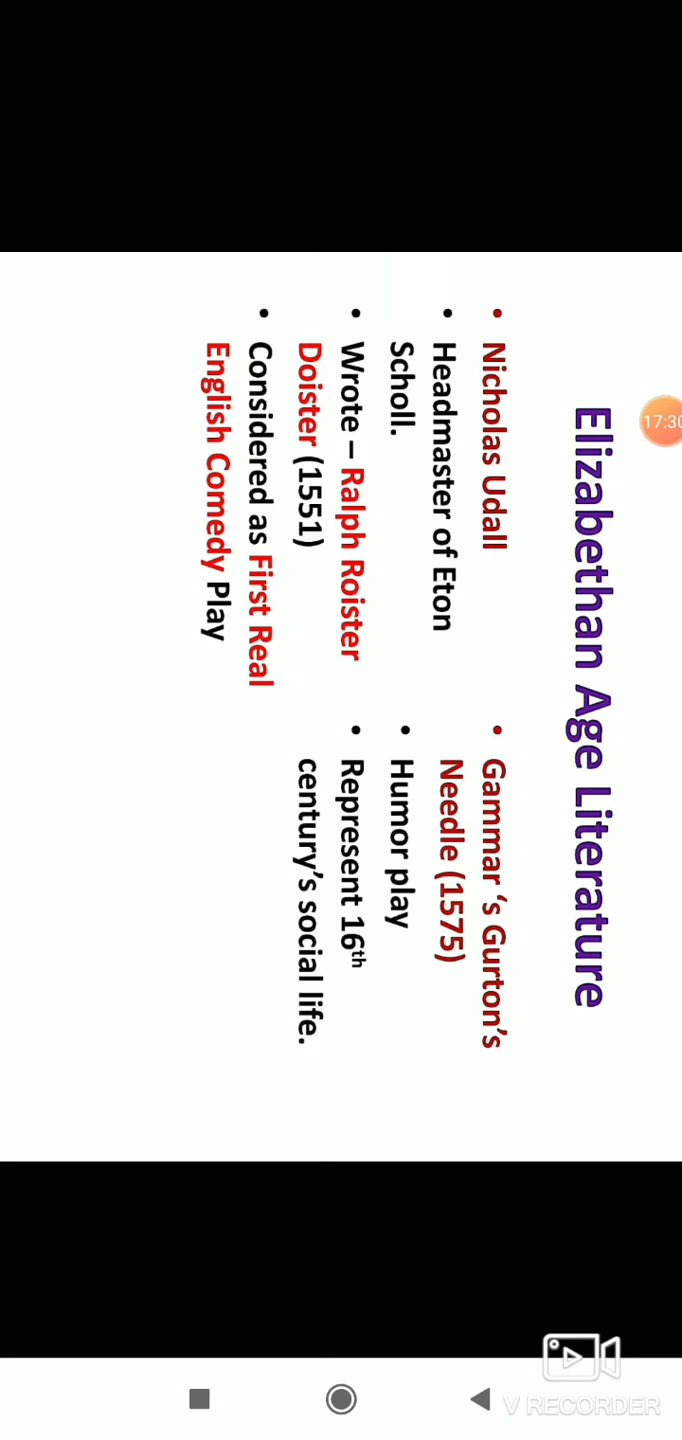 17:30
Elizabethan Age Literature
• Nicholas Udall
• Headmaster of Eton
Scholl.
• Wrote – Ralph Roister
Doister (1551)
• Considered as First Real
English Comedy Play
• Gammar ‘s Gurton’s
Needle (1575)
• Humor play
• Represent 16th
century’s social life.
V RECORDER